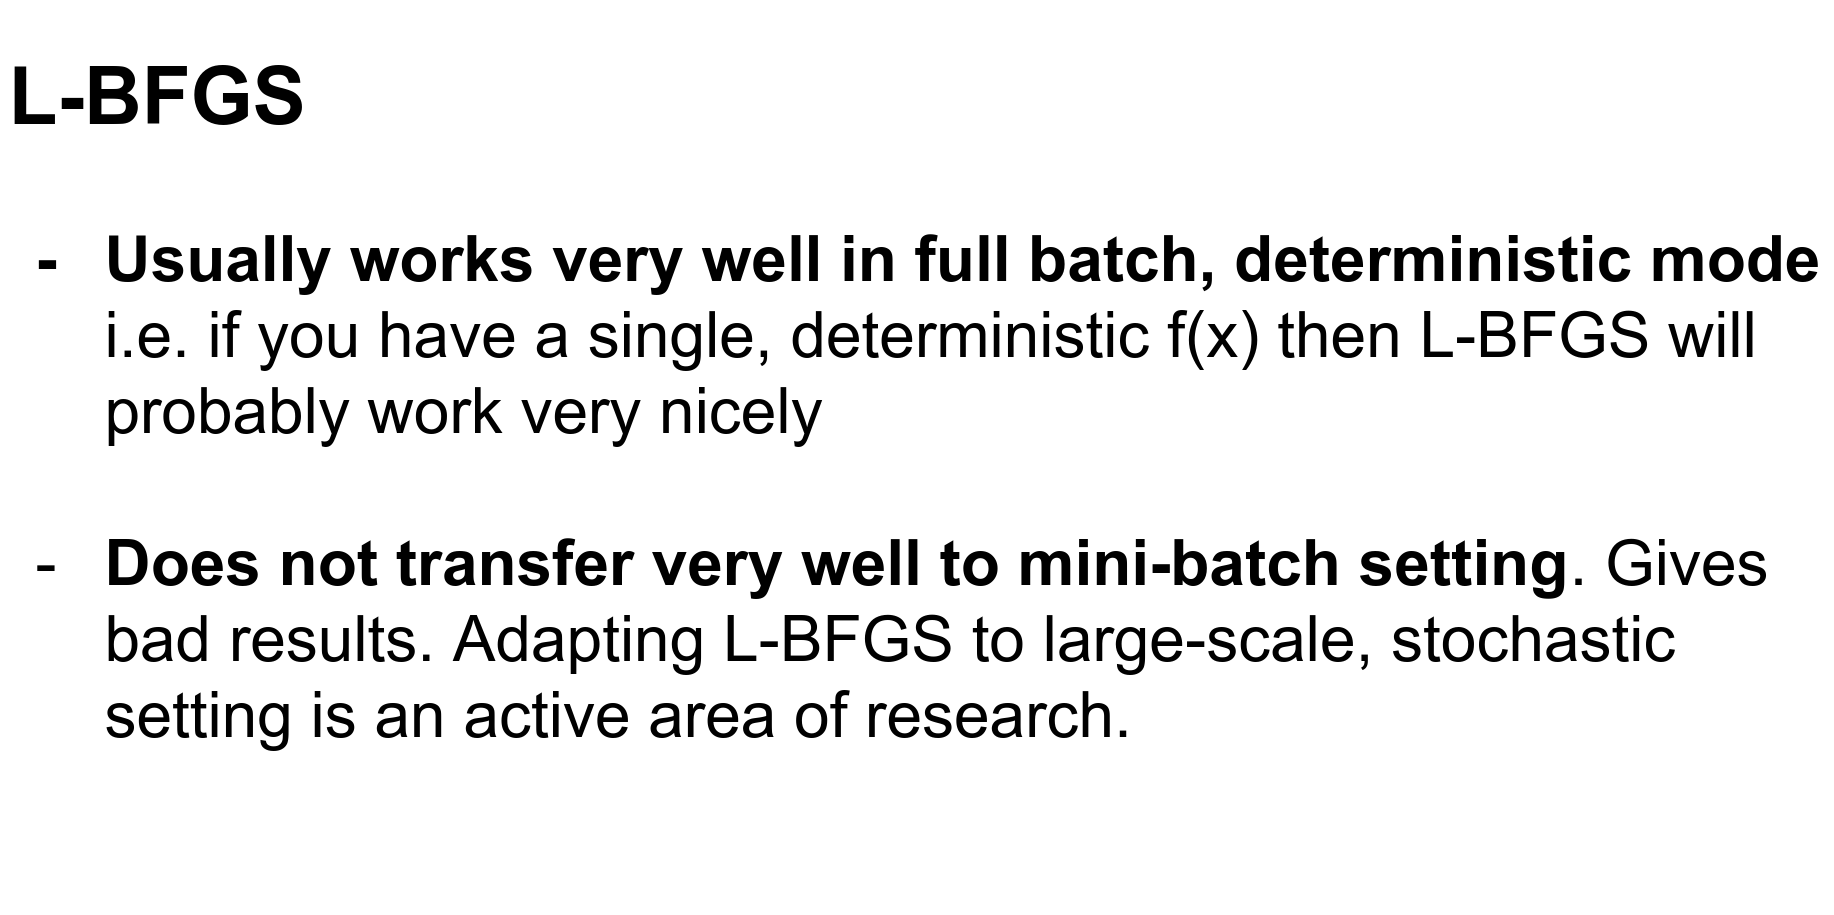 L-BFGS
- Usually works very well in full batch, deterministic mode
i.e. if you have a single, deterministic f(x) then L-BFGS will
probably work very nicely
- Does not transfer very well to mini-batch setting. Gives
bad results. Adapting L-BFGS to large-scale, stochastic
setting is an active area of research.